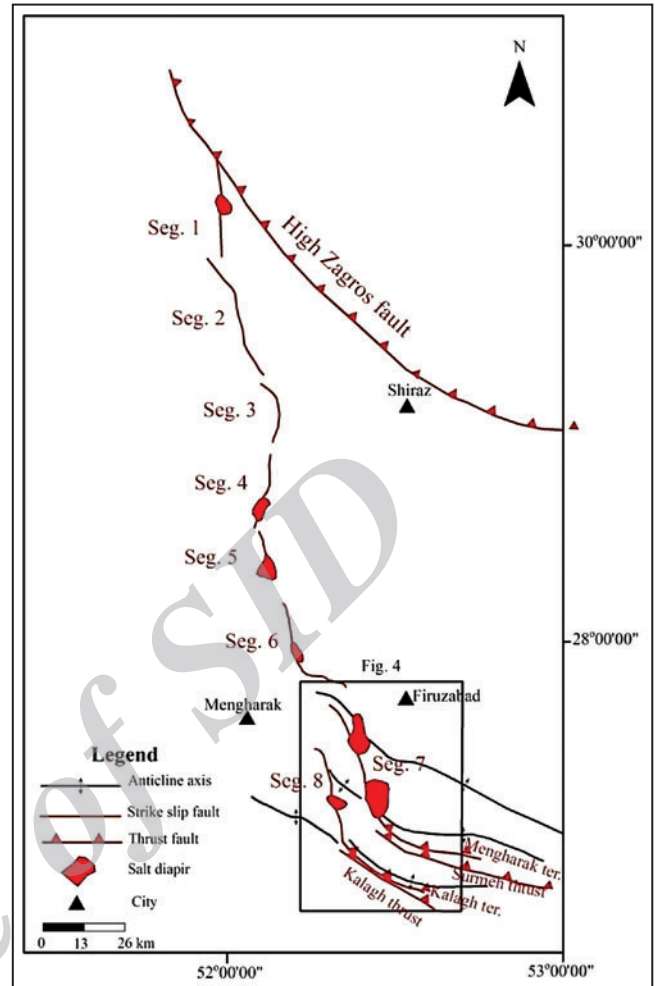 N
High Zagros fault
Seg. 1
30°00'00"
Seg. 2
Shiraz
Seg. 3
Seg. 4
Seg. 5
Seg. 6
28°00'00"
Fig. 4
Mengharak
Firuzabad
Legend
Anticline axis
Strike slip fault
Thrust fault
Salt diapir
City
0 13 26 km
Seg. 7
Seg. 8
Mengharak ter.
Surmeh thrust
Kalagh ter.
Kalagh thrust
52°00'00"
53°00'00"
of SID